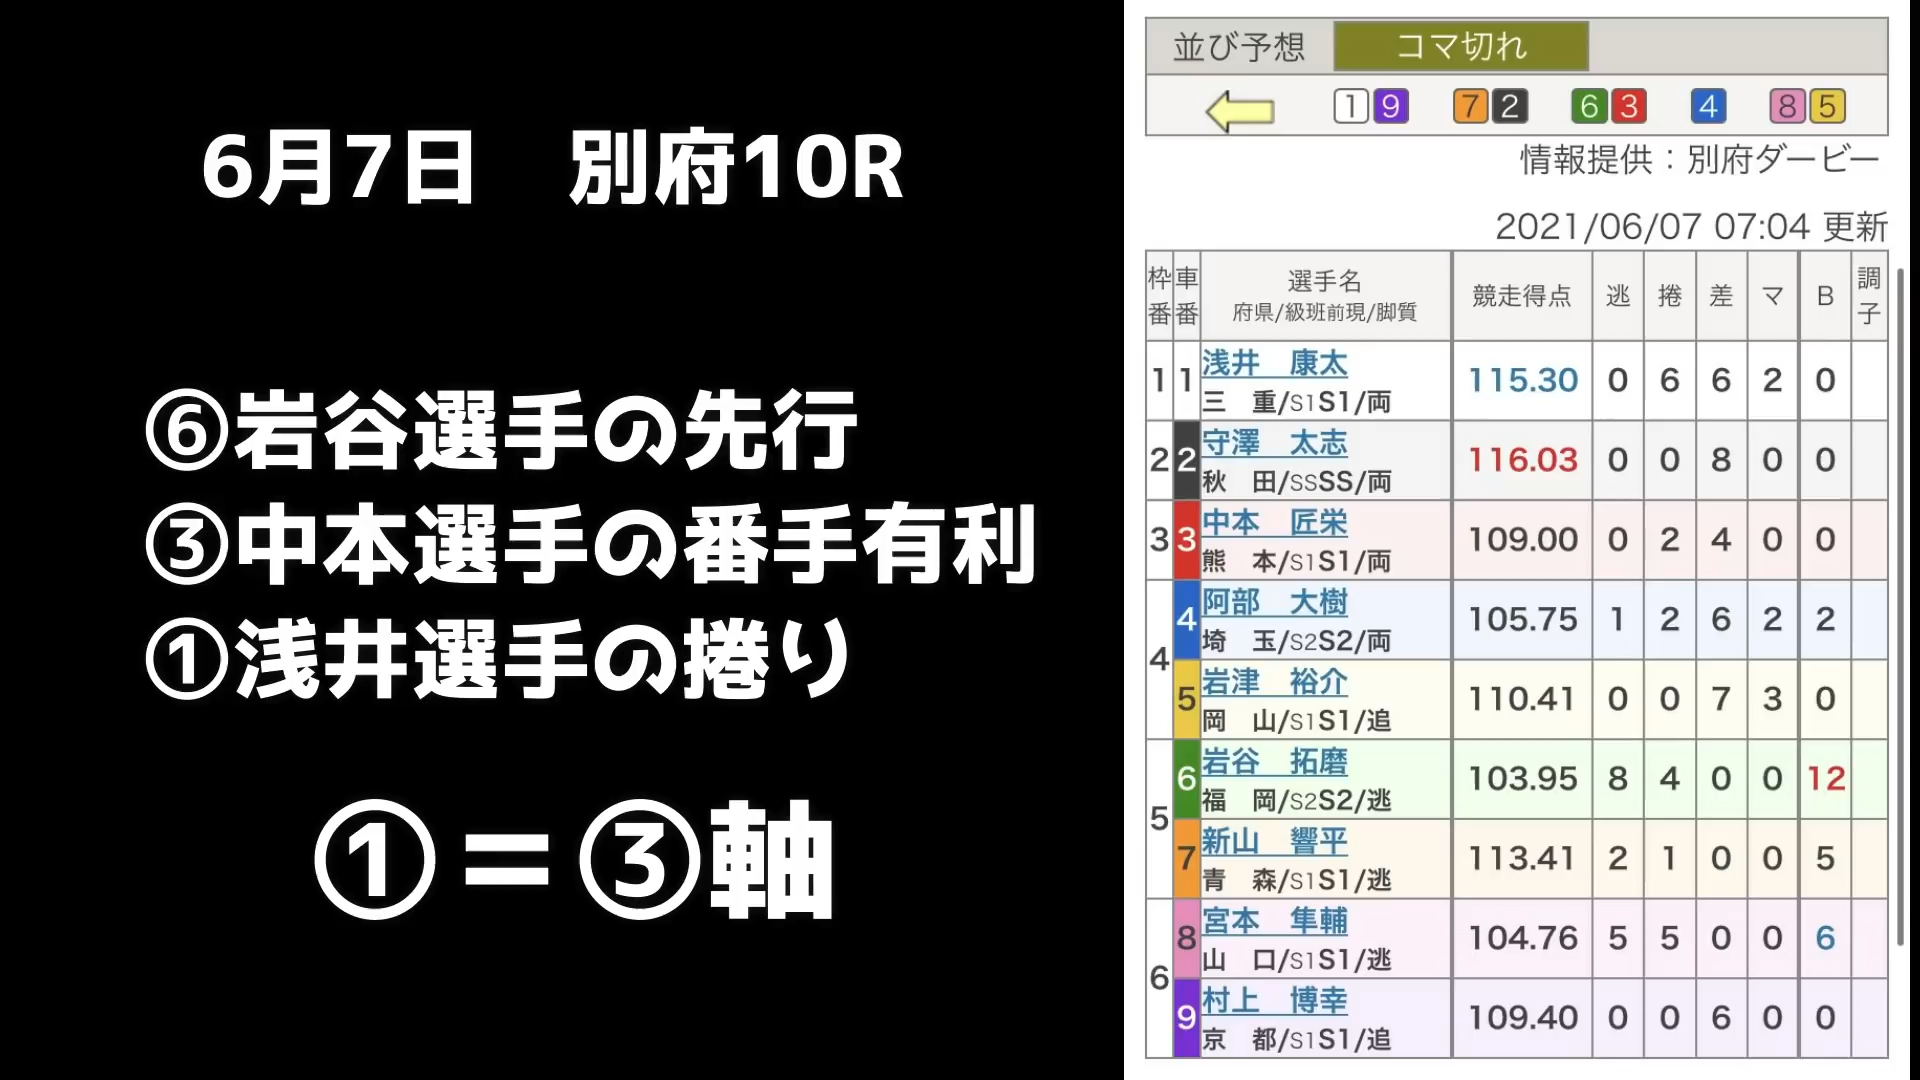 6月7日　別府10R
⑥岩谷選手の先行
③中本選手の番手有利
①浅井選手の捲り
①＝③軸
並び予想 コマ切れ
1 9 7 2 6 3 4 8 5
情報提供：別府ダービー
2021/06/07 07:04 更新
枠番 車番 選手名 府県/級班前現/脚質 競走得点 逃 捲 差 マ B 調子
1 1 浅井　康太 115.30 0 6 6 2 0
三　重/S1S1/両
2 2 守澤　太志 116.03 0 0 8 0 0
秋　田/SSSS/両
3 3 中本　匠栄 109.00 0 2 4 0 0
熊　本/S1S1/両
4 4 阿部　大樹 105.75 1 2 6 2 2
埼　玉/S2S2/両
5 岩津　裕介 110.41 0 0 7 3 0
岡　山/S1S1/追
5 6 岩谷　拓磨 103.95 8 4 0 0 12
福　岡/S2S2/逃
7 新山　響平 113.41 2 1 0 0 5
青　森/S1S1/逃
6 8 宮本　隼輔 104.76 5 5 0 0 6
山　口/S1S1/逃
9 村上　博幸 109.40 0 0 6 0 0
京　都/S1S1/追